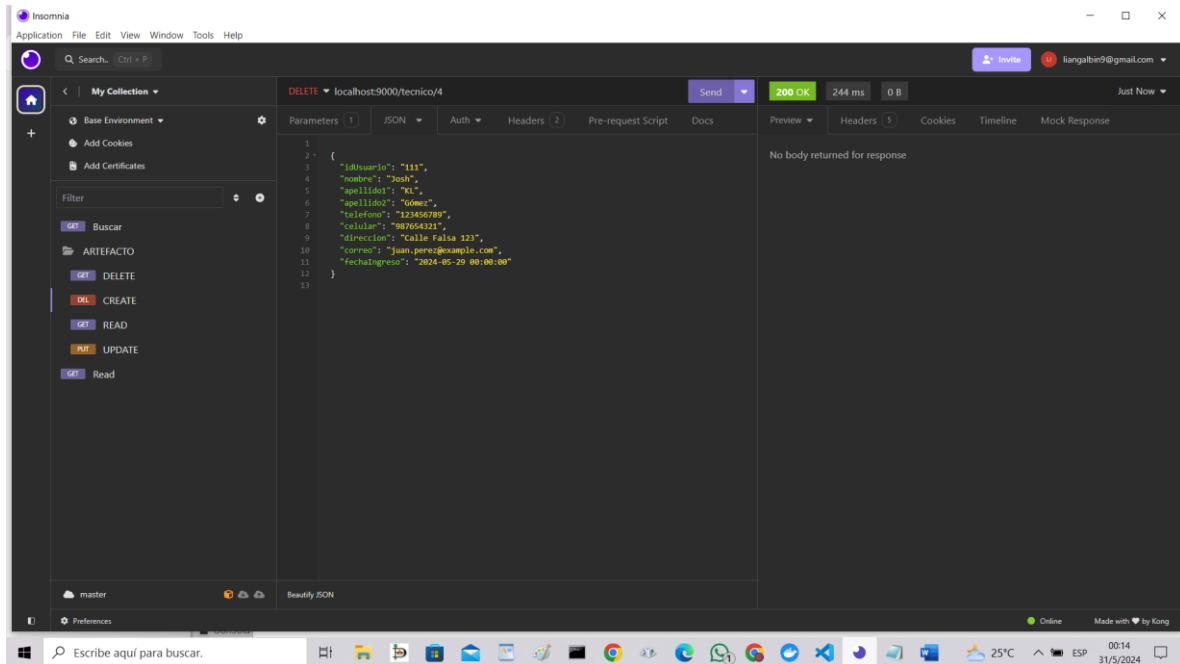 Insomnia
Application File Edit View Window Tools Help
Search.. Ctrl + P
Invite
LI
liangalbin9@gmail.com
My Collection
DELETE localhost:9000/tecnico/4
Send
200 OK
244 ms
0 B
Just Now
Base Environment
Parameters 1 JSON Auth Headers 2 Pre-request Script Docs
Preview Headers 5 Cookies Timeline Mock Response
Add Cookies
Add Certificates
Filter
GET Buscar
ARTEFACTO
GET DELETE
DEL CREATE
GET READ
PUT UPDATE
GET Read
1
2 {
3 "idUsuario": "111",
4 "nombre": "Josh",
5 "apellido1": "KL",
6 "apellido2": "Gómez",
7 "telefono": "123456789",
8 "celular": "987654321",
9 "direccion": "Calle Falsa 123",
10 "correo": "juan.perez@example.com",
11 "fechaIngreso": "2024-05-29 00:00:00"
12 }
13
No body returned for response
master
Beautify JSON
Preferences
Online
Made with by Kong
Escribe aquí para buscar.
25°C
ESP
00:14
31/5/2024